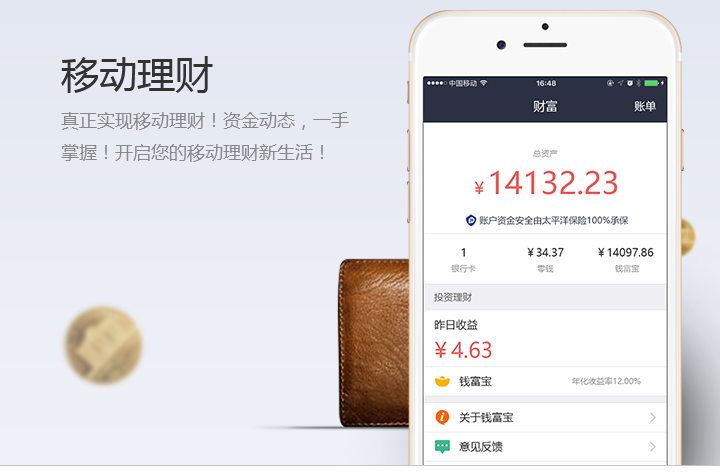 移动理财
真正实现移动理财！资金动态，一手
掌握！开启您的移动理财新生活！
中国移动
16:48
财富
账单
总资产
¥14132.23
账户资金安全由太平洋保险100%承保
1
¥34.37
¥14097.86
银行卡
零钱
钱富宝
投资理财
昨日收益
¥4.63
钱富宝
年化收益率12.00%
关于钱富宝
意见反馈